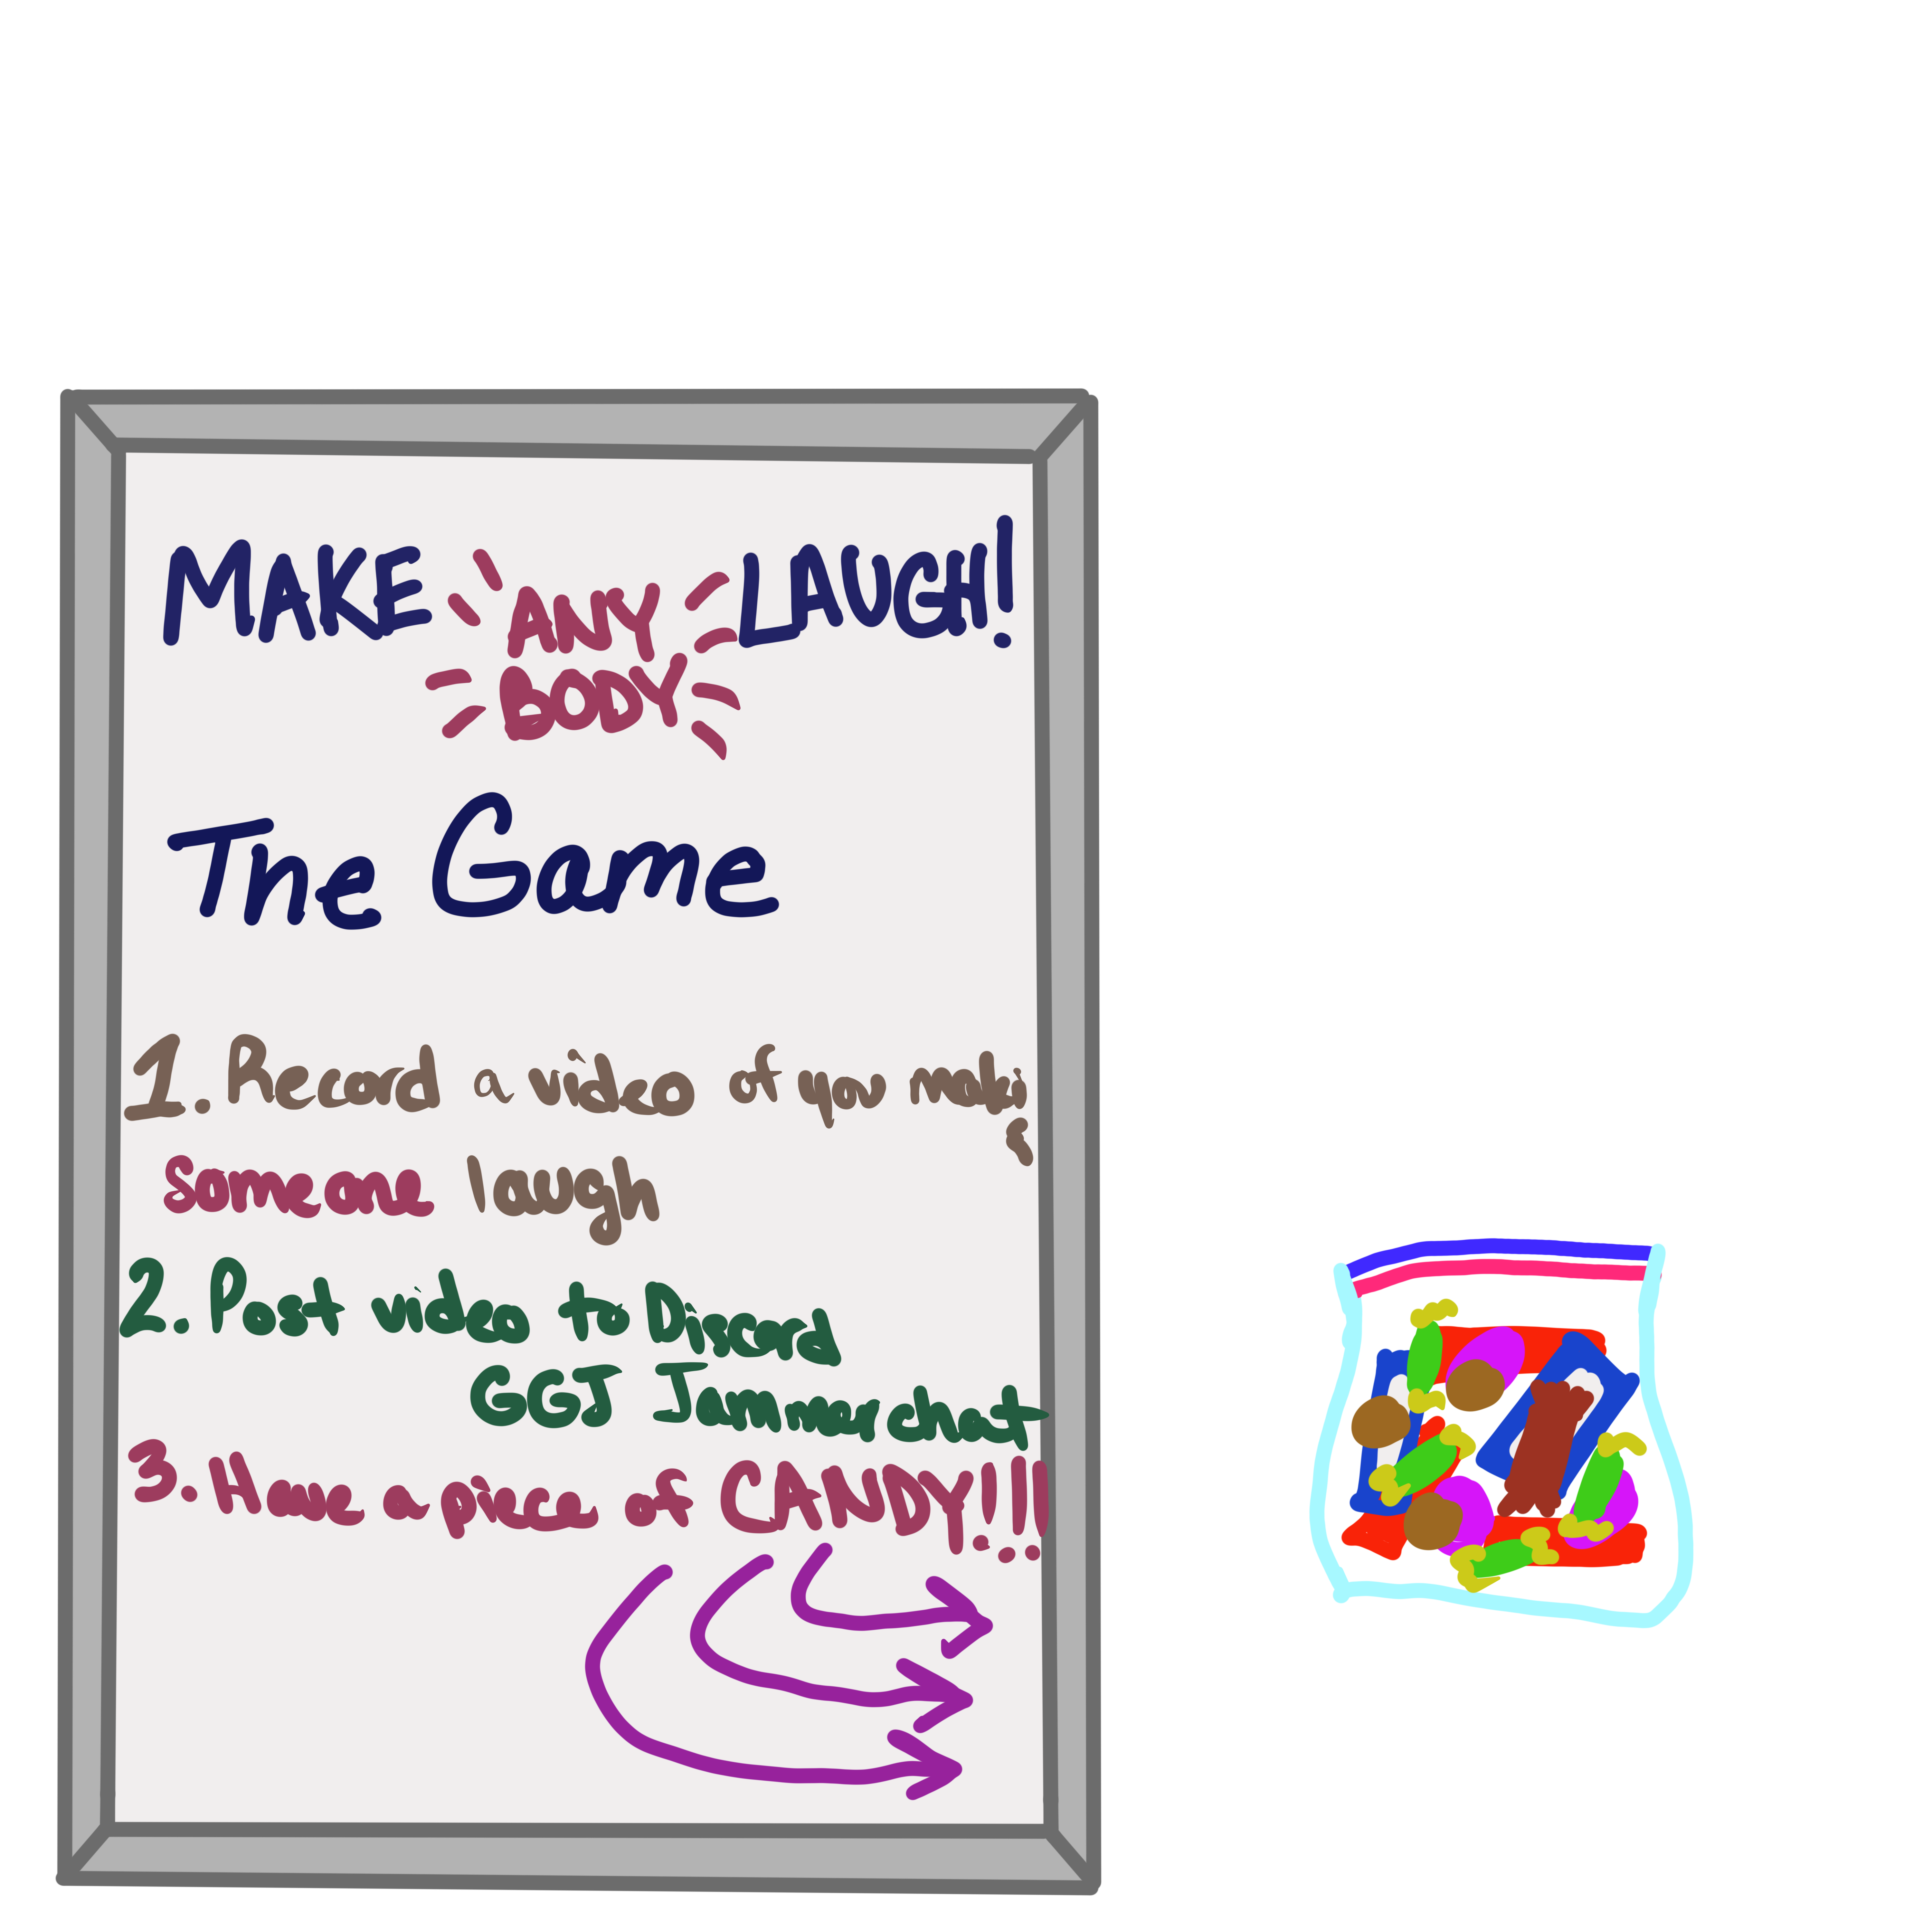 MAKE ANY LAUGH!
BODY
The Game
1. Record a video of you making
someone laugh
2. Post video to Discord
GGJ
3. Have a piece of CANDY!!!